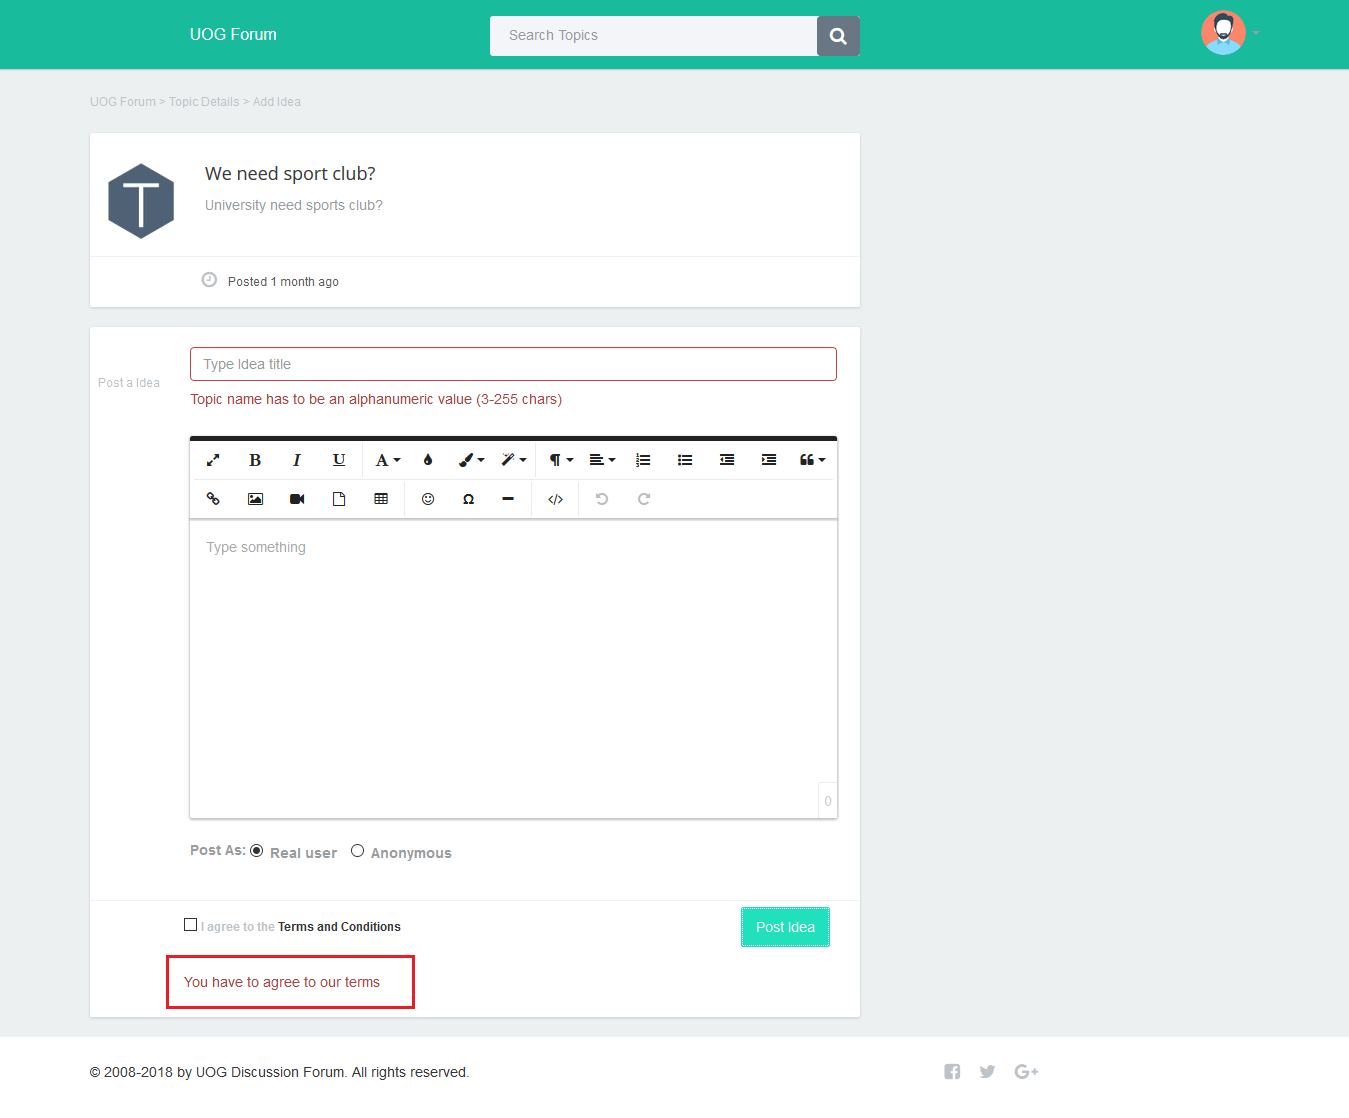 UOG Forum
Search Topics
UOG Forum > Topic Details > Add Idea
T
We need sport club?
University need sports club?
Posted 1 month ago
Post a Idea
Type Idea title
Topic name has to be an alphanumeric value (3-255 chars)
B I U A ¶
Ω </>
Type something
0
Post As: Real user Anonymous
I agree to the Terms and Conditions
Post Idea
You have to agree to our terms
© 2008-2018 by UOG Discussion Forum. All rights reserved.
G+